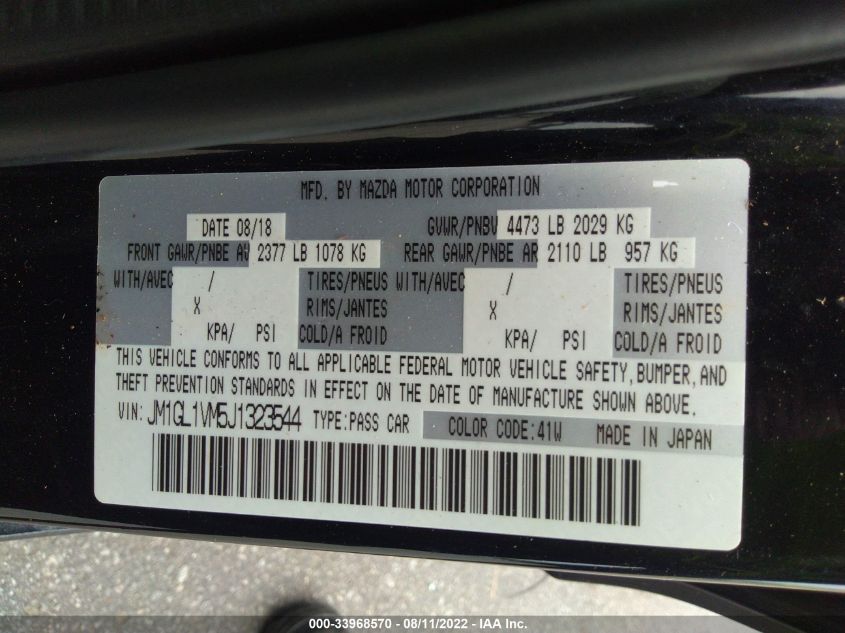 MFD. BY MAZDA MOTOR CORPORATION
DATE 08/18 GVWR/PNBV 4473 LB 2029 KG
FRONT GAWR/PNBE AV 2377 LB 1078 KG REAR GAWR/PNBE AR 2110 LB 957 KG
WITH/AVEC / TIRES/PNEUS WITH/AVEC / TIRES/PNEUS
X RIMS/JANTES X RIMS/JANTES
KPA/ PSI COLD/A FROID KPA/ PSI COLD/A FROID
THIS VEHICLE CONFORMS TO ALL APPLICABLE FEDERAL MOTOR VEHICLE SAFETY, BUMPER, AND
THEFT PREVENTION STANDARDS IN EFFECT ON THE DATE OF MANUFACTURE SHOWN ABOVE.
VIN: JM1GL1VM5J1323544 TYPE:PASS CAR COLOR CODE:41W MADE IN JAPAN
000-33968570 - 08/11/2022 - IAA Inc.